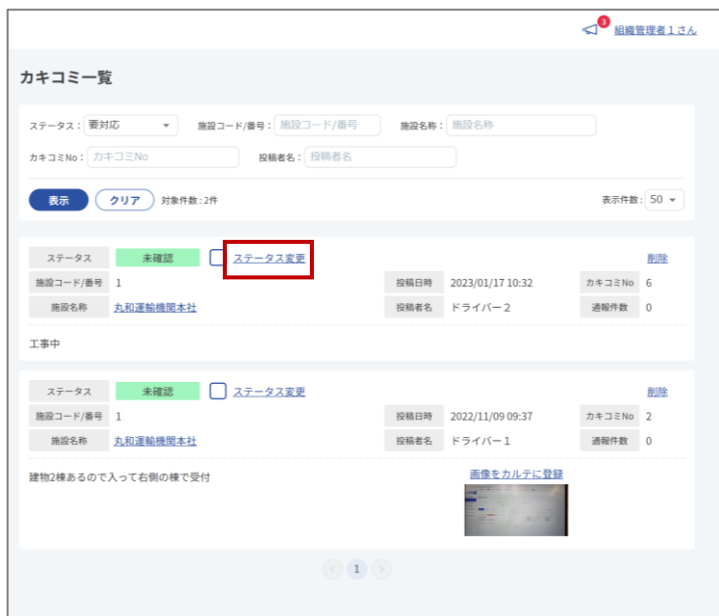 3 組織管理者１さん
カキコミ一覧
ステータス： 要対応 施設コード/番号： 施設コード/番号 施設名称： 施設名称
カキコミNo： カキコミNo 投稿者名： 投稿者名
表示 クリア 対象件数：2件 表示件数： 50
ステータス 未確認 ステータス変更 削除
施設コード/番号 1 投稿日時 2023/01/17 10:32 カキコミNo 6
施設名称 丸和運輸機関本社 投稿者名 ドライバー２ 通報件数 0
工事中
ステータス 未確認 ステータス変更 削除
施設コード/番号 1 投稿日時 2022/11/09 09:37 カキコミNo 2
施設名称 丸和運輸機関本社 投稿者名 ドライバー１ 通報件数 0
建物2棟あるので入って右側の棟で受付 画像をカルテに登録
1